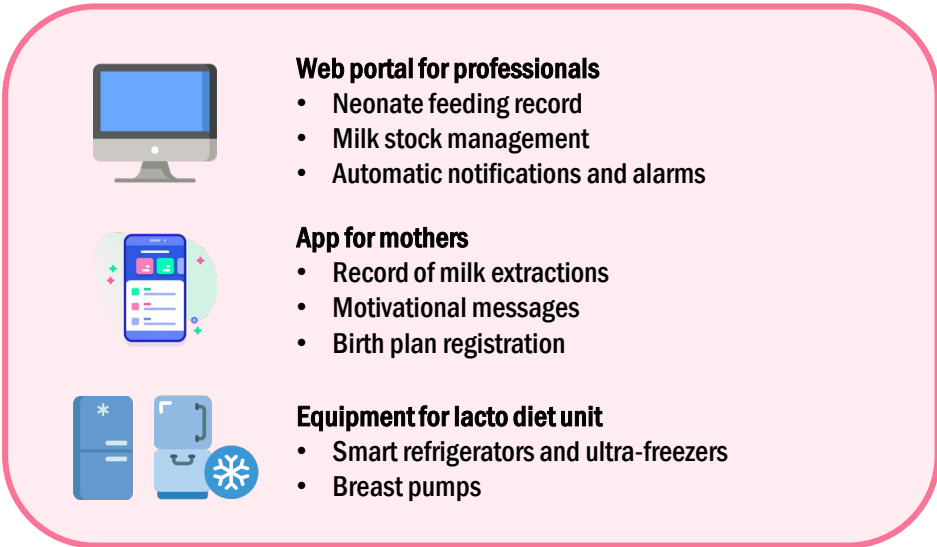 Web portal for professionals
• Neonate feeding record
• Milk stock management
• Automatic notifications and alarms
App for mothers
• Record of milk extractions
• Motivational messages
• Birth plan registration
Equipment for lacto diet unit
• Smart refrigerators and ultra-freezers
• Breast pumps